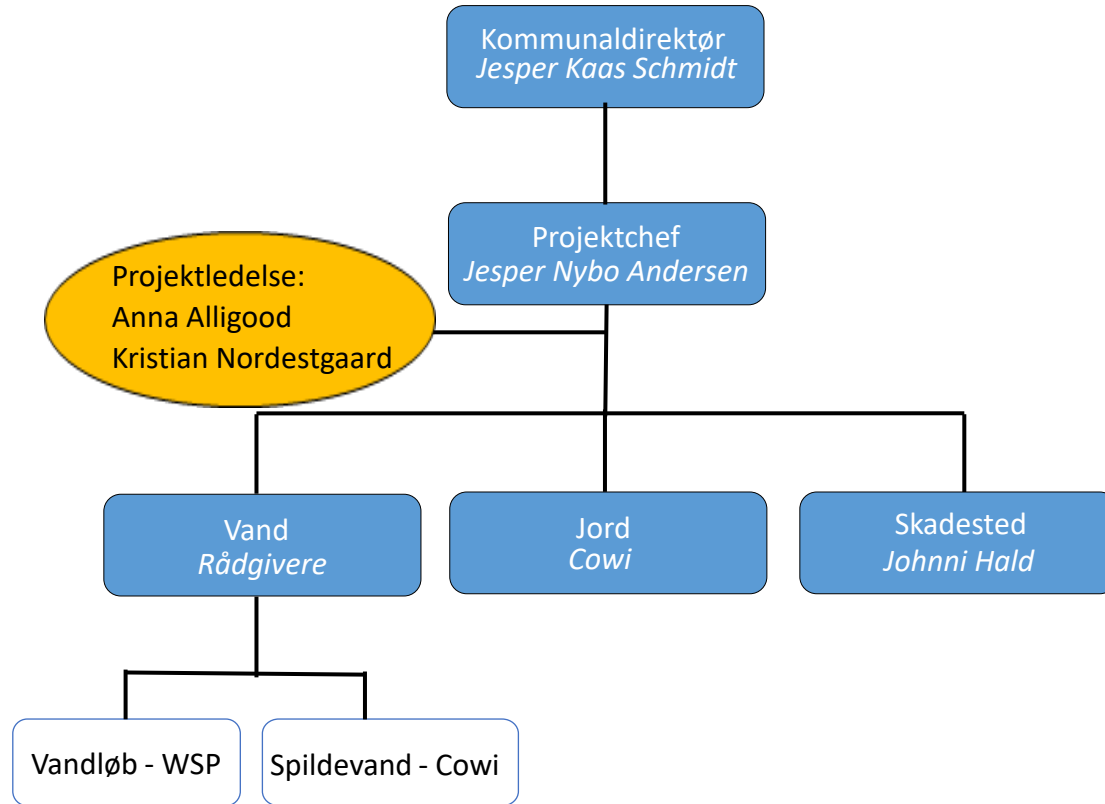 Kommunaldirektør
Jesper Kaas Schmidt
Projektchef
Jesper Nybo Andersen
Projektledelse:
Anna Alligood
Kristian Nordestgaard
Vand
Rådgivere
Jord
Cowi
Skadested
Johnni Hald
Vandløb - WSP
Spildevand - Cowi